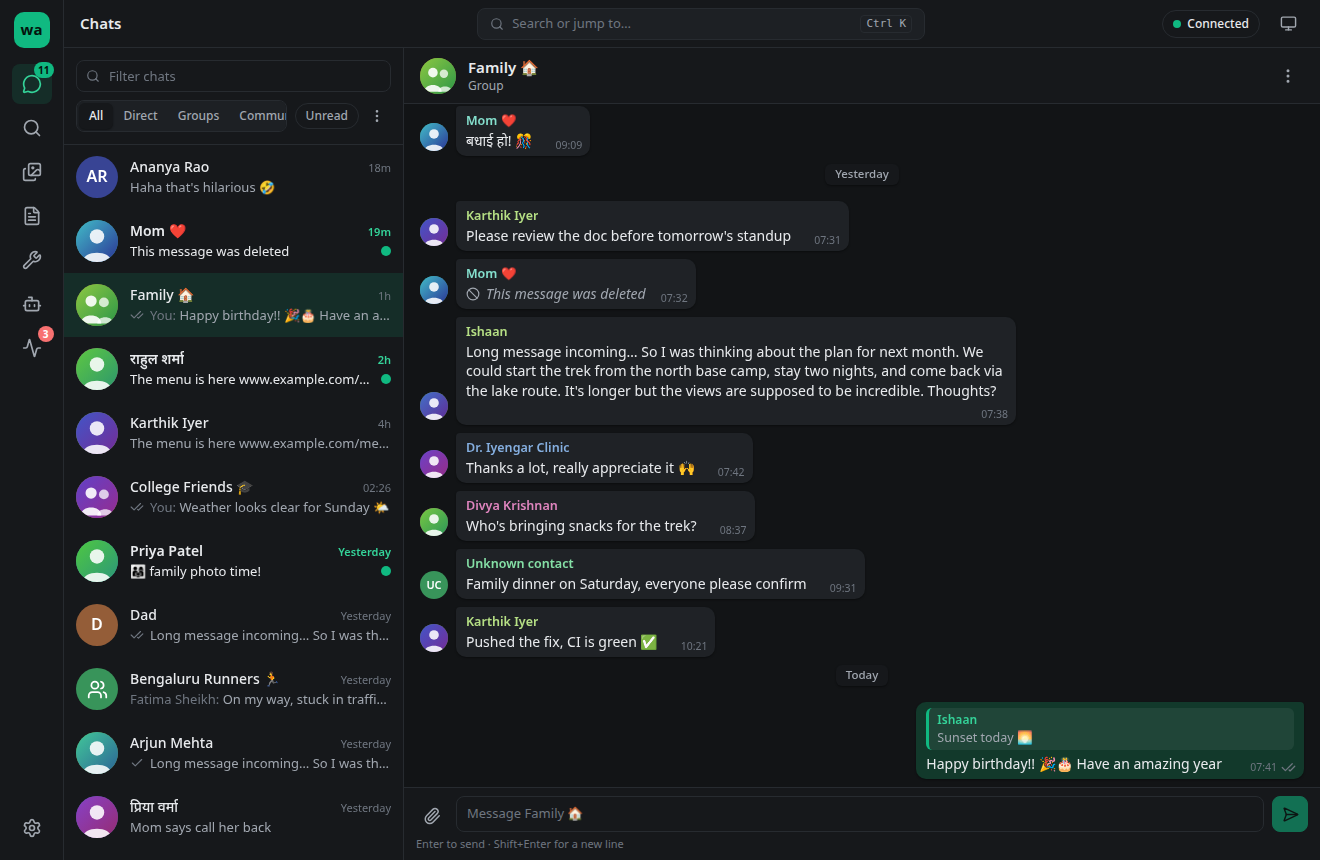 wa
Chats
Search or jump to...
Ctrl K
Connected
11
3
Filter chats
All Direct Groups Commu
Unread
AR
Ananya Rao 18m
Haha that's hilarious 🤣
Mom ❤️ 19m
This message was deleted
Family 🏠 1h
You: Happy birthday!! 🎉🎂 Have an a...
राहुल शर्मा 2h
The menu is here www.example.com/...
Karthik Iyer 4h
The menu is here www.example.com/me...
College Friends 🎓 02:26
You: Weather looks clear for Sunday 🌤️
Priya Patel Yesterday
👨‍👩‍👧‍👦 family photo time!
D
Dad Yesterday
Long message incoming... So I was th...
Bengaluru Runners 🏃 Yesterday
Fatima Sheikh: On my way, stuck in traffi...
Arjun Mehta Yesterday
Long message incoming... So I was th...
प्रिया वर्मा Yesterday
Mom says call her back
Family 🏠
Group
Mom ❤️
बधाई हो! 🎊 09:09
Yesterday
Karthik Iyer
Please review the doc before tomorrow's standup 07:31
Mom ❤️
This message was deleted 07:32
Ishaan
Long message incoming... So I was thinking about the plan for next month. We
could start the trek from the north base camp, stay two nights, and come back via
the lake route. It's longer but the views are supposed to be incredible. Thoughts?
07:38
Dr. Iyengar Clinic
Thanks a lot, really appreciate it 🙌 07:42
Divya Krishnan
Who's bringing snacks for the trek? 08:37
UC
Unknown contact
Family dinner on Saturday, everyone please confirm 09:31
Karthik Iyer
Pushed the fix, CI is green ✅ 10:21
Today
Ishaan
Sunset today 🌅
Happy birthday!! 🎉🎂 Have an amazing year 07:41
Message Family 🏠
Enter to send · Shift+Enter for a new line